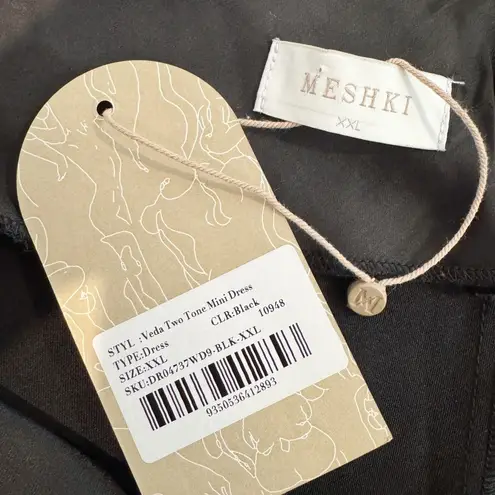 MESHKI
XXL
M
STYL :Veda Two Tone Mini Dress
TYPE:Dress CLR:Black 10948
SIZE:XXL
SKU:DR04737WD9-BLK-XXL
9350536412893